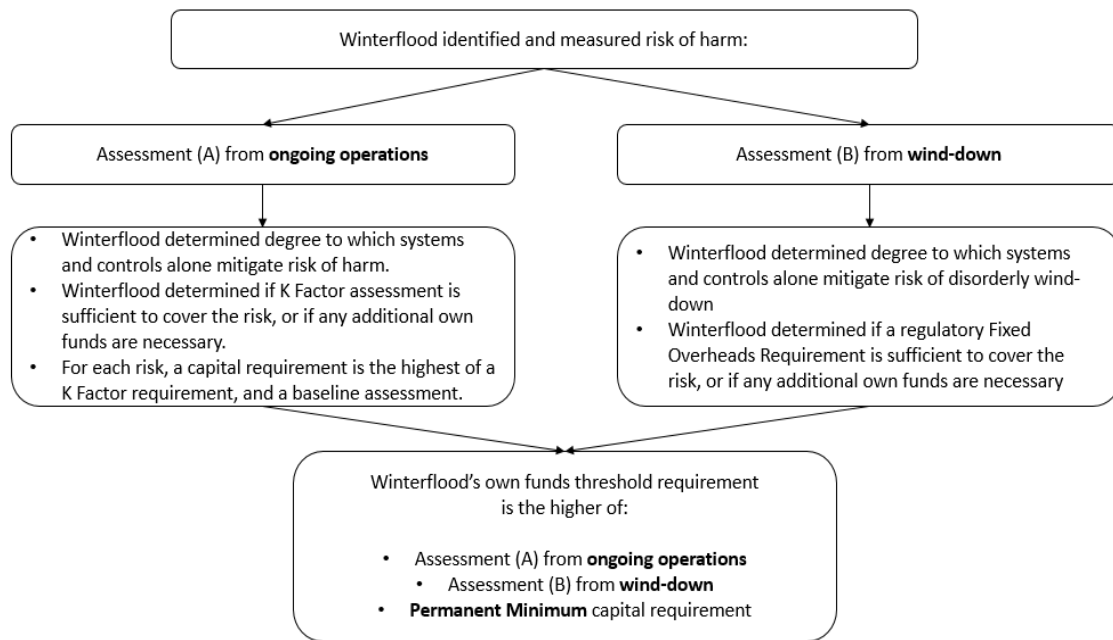 Winterflood identified and measured risk of harm:
Assessment (A) from ongoing operations
Assessment (B) from wind-down
• Winterflood determined degree to which systems
and controls alone mitigate risk of harm.
• Winterflood determined if K Factor assessment is
sufficient to cover the risk, or if any additional own
funds are necessary.
• For each risk, a capital requirement is the highest of a
K Factor requirement, and a baseline assessment.
• Winterflood determined degree to which systems
and controls alone mitigate risk of disorderly wind-
down
• Winterflood determined if a regulatory Fixed
Overheads Requirement is sufficient to cover the
risk, or if any additional own funds are necessary
Winterflood’s own funds threshold requirement
is the higher of:
• Assessment (A) from ongoing operations
• Assessment (B) from wind-down
• Permanent Minimum capital requirement